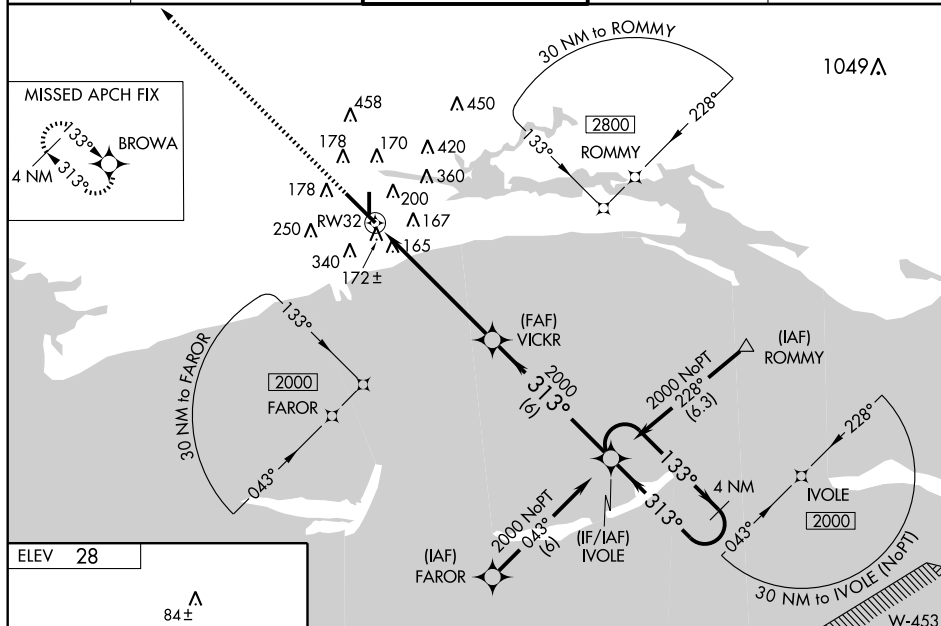 30 NM to ROMMY
1049
MISSED APCH FIX
133°
BROWA
4 NM
313°
458
450
178
170
420
360
178
200
RW32
167
250
165
340
172±
2800
ROMMY
133°
228°
30 NM to FAROR
133°
2000
FAROR
043°
(FAF)
VICKR
2000
313°
(6)
(IAF)
ROMMY
2000 NoPT
228°
(6.3)
133°
4 NM
313°
228°
IVOLE
2000
043°
30 NM to IVOLE (NoPT)
(IF/IAF)
IVOLE
2000 NoPT
043°
(6)
(IAF)
FAROR
ELEV 28
84±
W-453